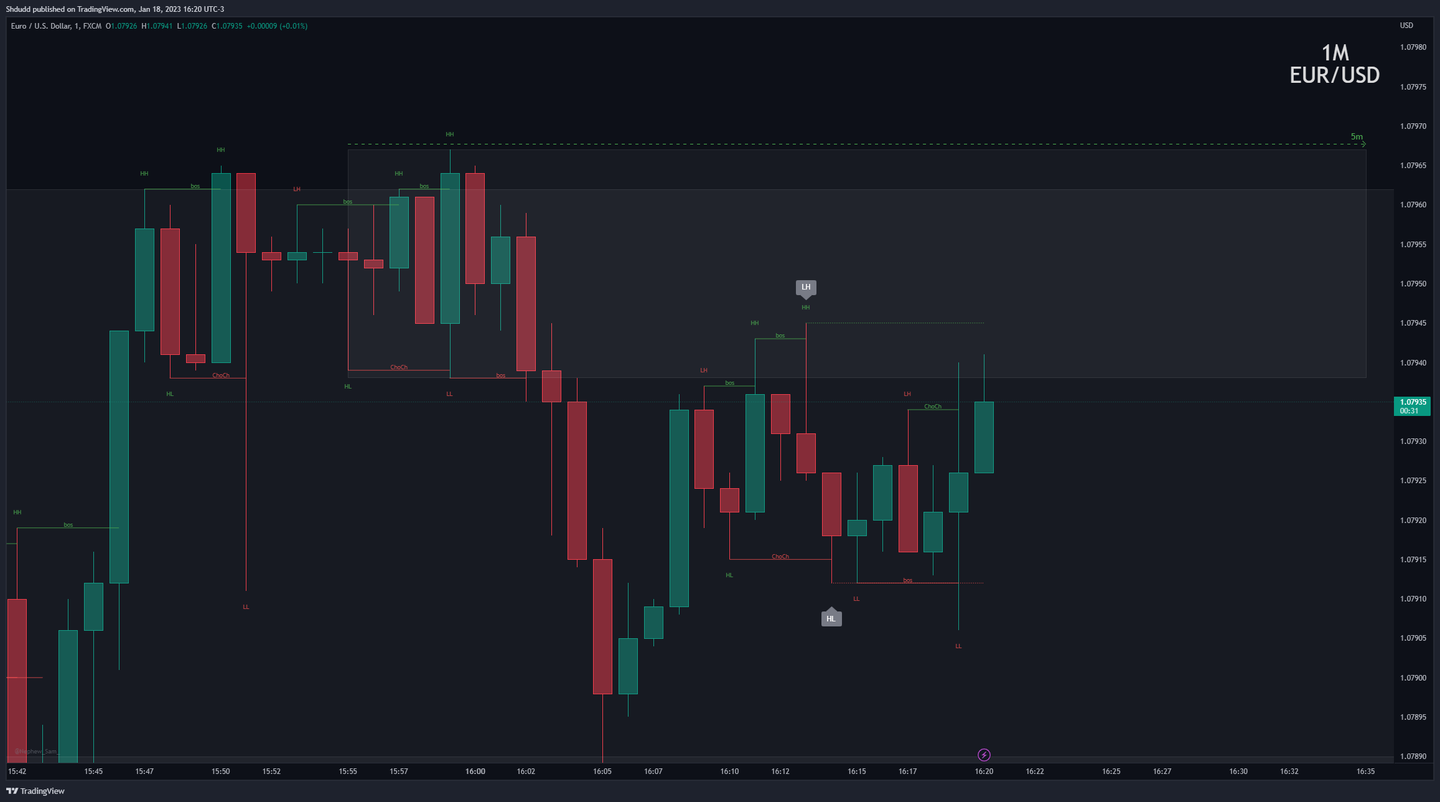 Shdudd published on TradingView.com, Jan 18, 2023 16:20 UTC-3
Euro / U.S. Dollar, 1, FXCM O1.07926 H1.07941 L1.07926 C1.07935 +0.00009 (+0.01%)
USD
1M
EUR/USD
1.07980
1.07975
1.07970
1.07965
1.07960
1.07955
1.07950
1.07945
1.07940
1.07935
00:31
1.07930
1.07925
1.07920
1.07915
1.07910
1.07905
1.07900
1.07895
1.07890
5m
HH
HH
HH
bos
HH
bos
LH
bos
LH
HH
HH
bos
LH
bos
ChoCh
HL
ChoCh
HL
bos
LL
LH
ChoCh
HH
bos
ChoCh
HL
bos
LL
LL
HL
LL
15:42 15:45 15:47 15:50 15:52 15:55 15:57 16:00 16:02 16:05 16:07 16:10 16:12 16:15 16:17 16:20 16:22 16:25 16:27 16:30 16:32 16:35
TradingView